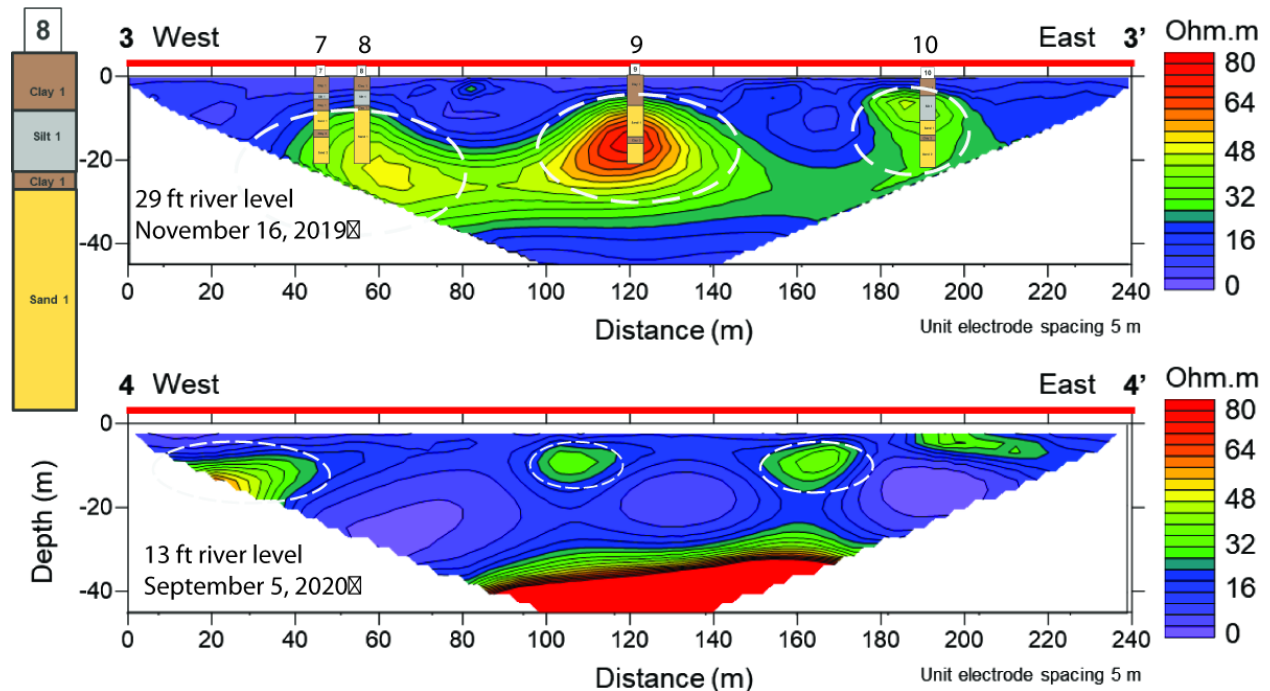 8
Clay 1
Silt 1
Clay 1
Sand 1
3 West
7
8
9
10
East 3’
Ohm.m
80
64
48
32
16
0
0
-20
-40
7
8
9
10
29 ft river level
November 16, 2019
0 20 40 60 80 100 120 140 160 180 200 220 240
Distance (m)
Unit electrode spacing 5 m
4 West
East 4’
Ohm.m
80
64
48
32
16
0
Depth (m)
0
-20
-40
13 ft river level
September 5, 2020
0 20 40 60 80 100 120 140 160 180 200 220 240
Distance (m)
Unit electrode spacing 5 m